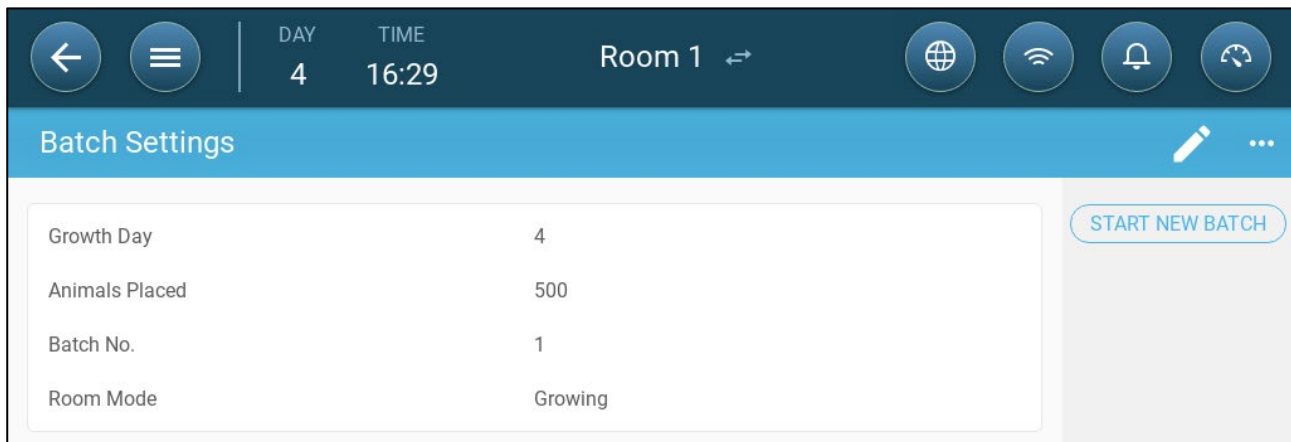 DAY TIME
4 16:29
Room 1
Batch Settings
START NEW BATCH
Growth Day 4
Animals Placed 500
Batch No. 1
Room Mode Growing